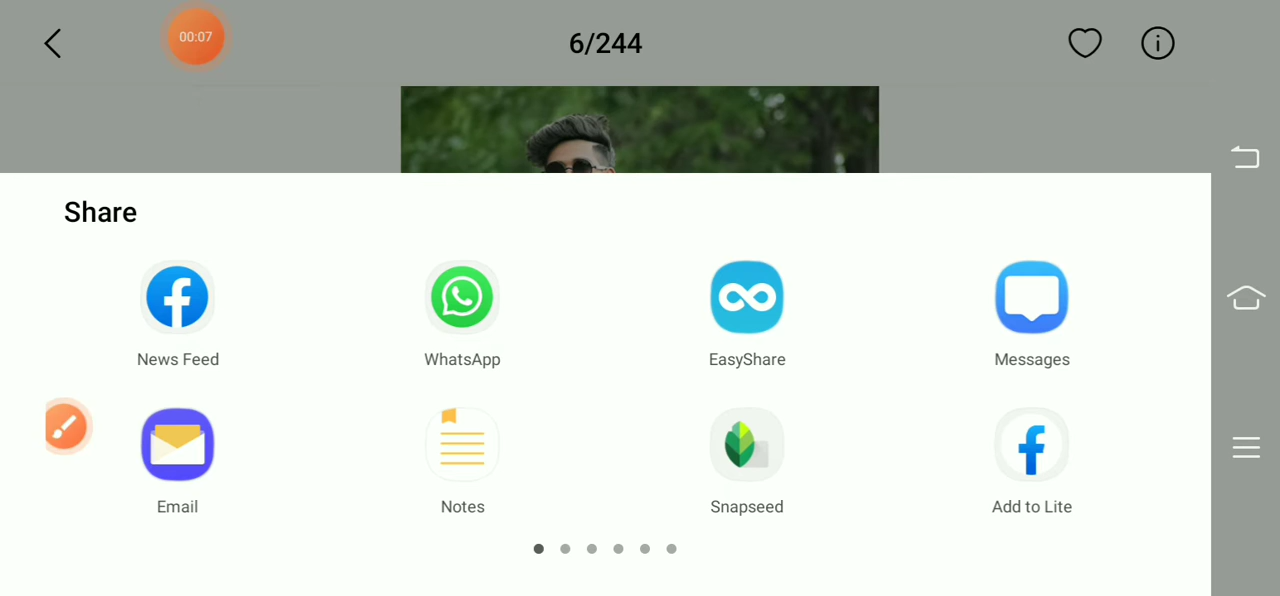 00:07
6/244
Share
News Feed
WhatsApp
EasyShare
Messages
Email
Notes
Snapseed
Add to Lite